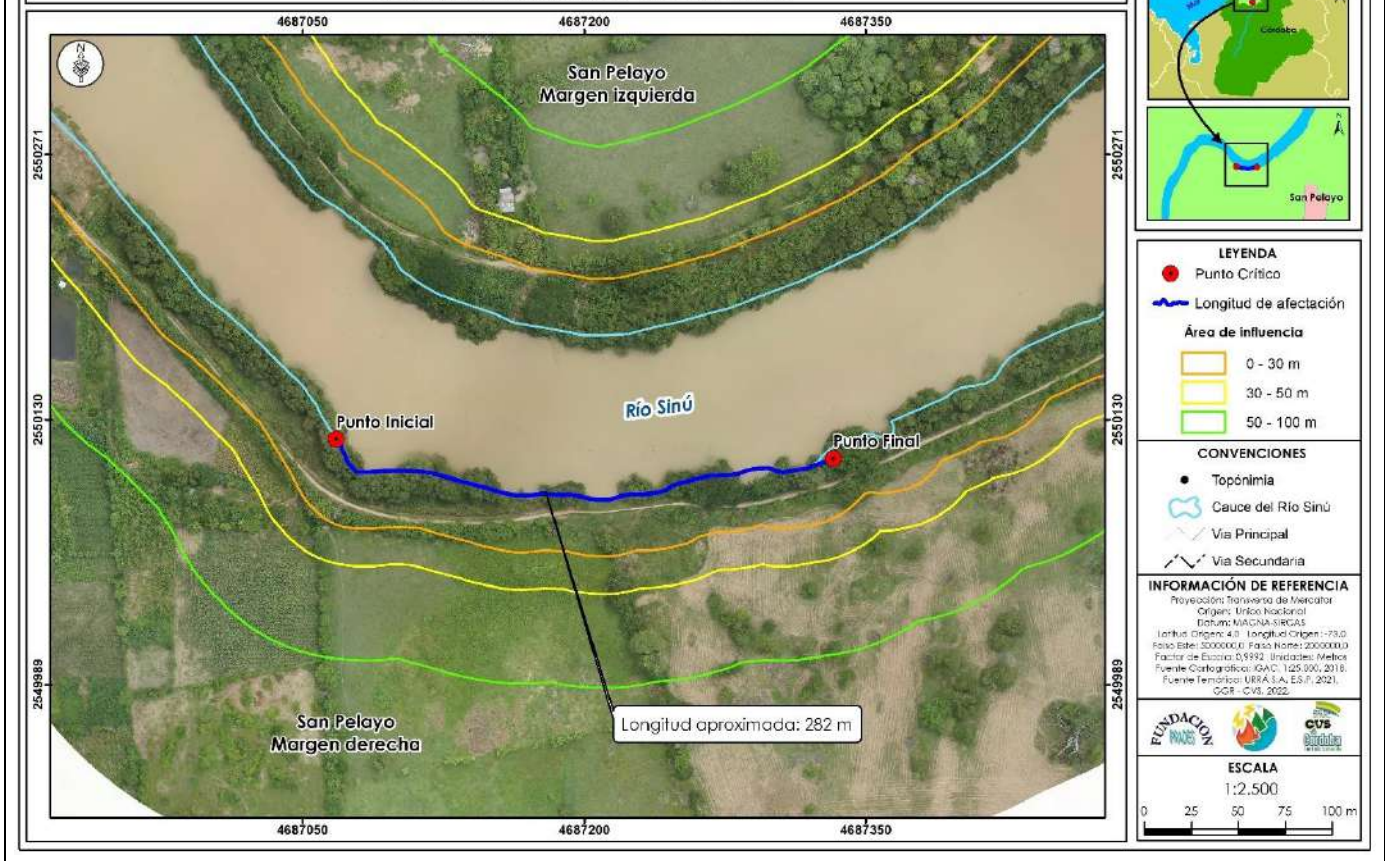 4687050
4687200
4687350
N
San Pelayo
Margen izquierda
2550271
2550271
Río Sinú
Punto Inicial
Punto Final
2550130
2550130
2549989
2549989
Longitud aproximada: 282 m
San Pelayo
Margen derecha
4687050
4687200
4687350
Córdoba
San Pelayo
LEYENDA
Punto Crítico
Longitud de afectación
Área de influencia
0 - 30 m
30 - 50 m
50 - 100 m
CONVENCIONES
Toponimia
Cauce del Río Sinú
Via Principal
Via Secundaria
INFORMACIÓN DE REFERENCIA
Proyección: Transversa de Mercator
Origen: Unico Nacional
Datum: MAGNA-SIRGAS
Latitud Origen: 4,0 Longitud Origen: -73,0
Falso Este: 5000000,0 Falso Norte: 2000000,0
Factor de Escala: 0,9992 Unidades: Metros
Fuente Cartográfica: IGAC, 1:25.000, 2018.
Fuente Temática: URRÁ S.A. E.S.P. 2021.
CGR - CVS, 2022.
FUNDACION
CVS
Córdoba
ESCALA
1:2.500
0 25 50 75 100 m